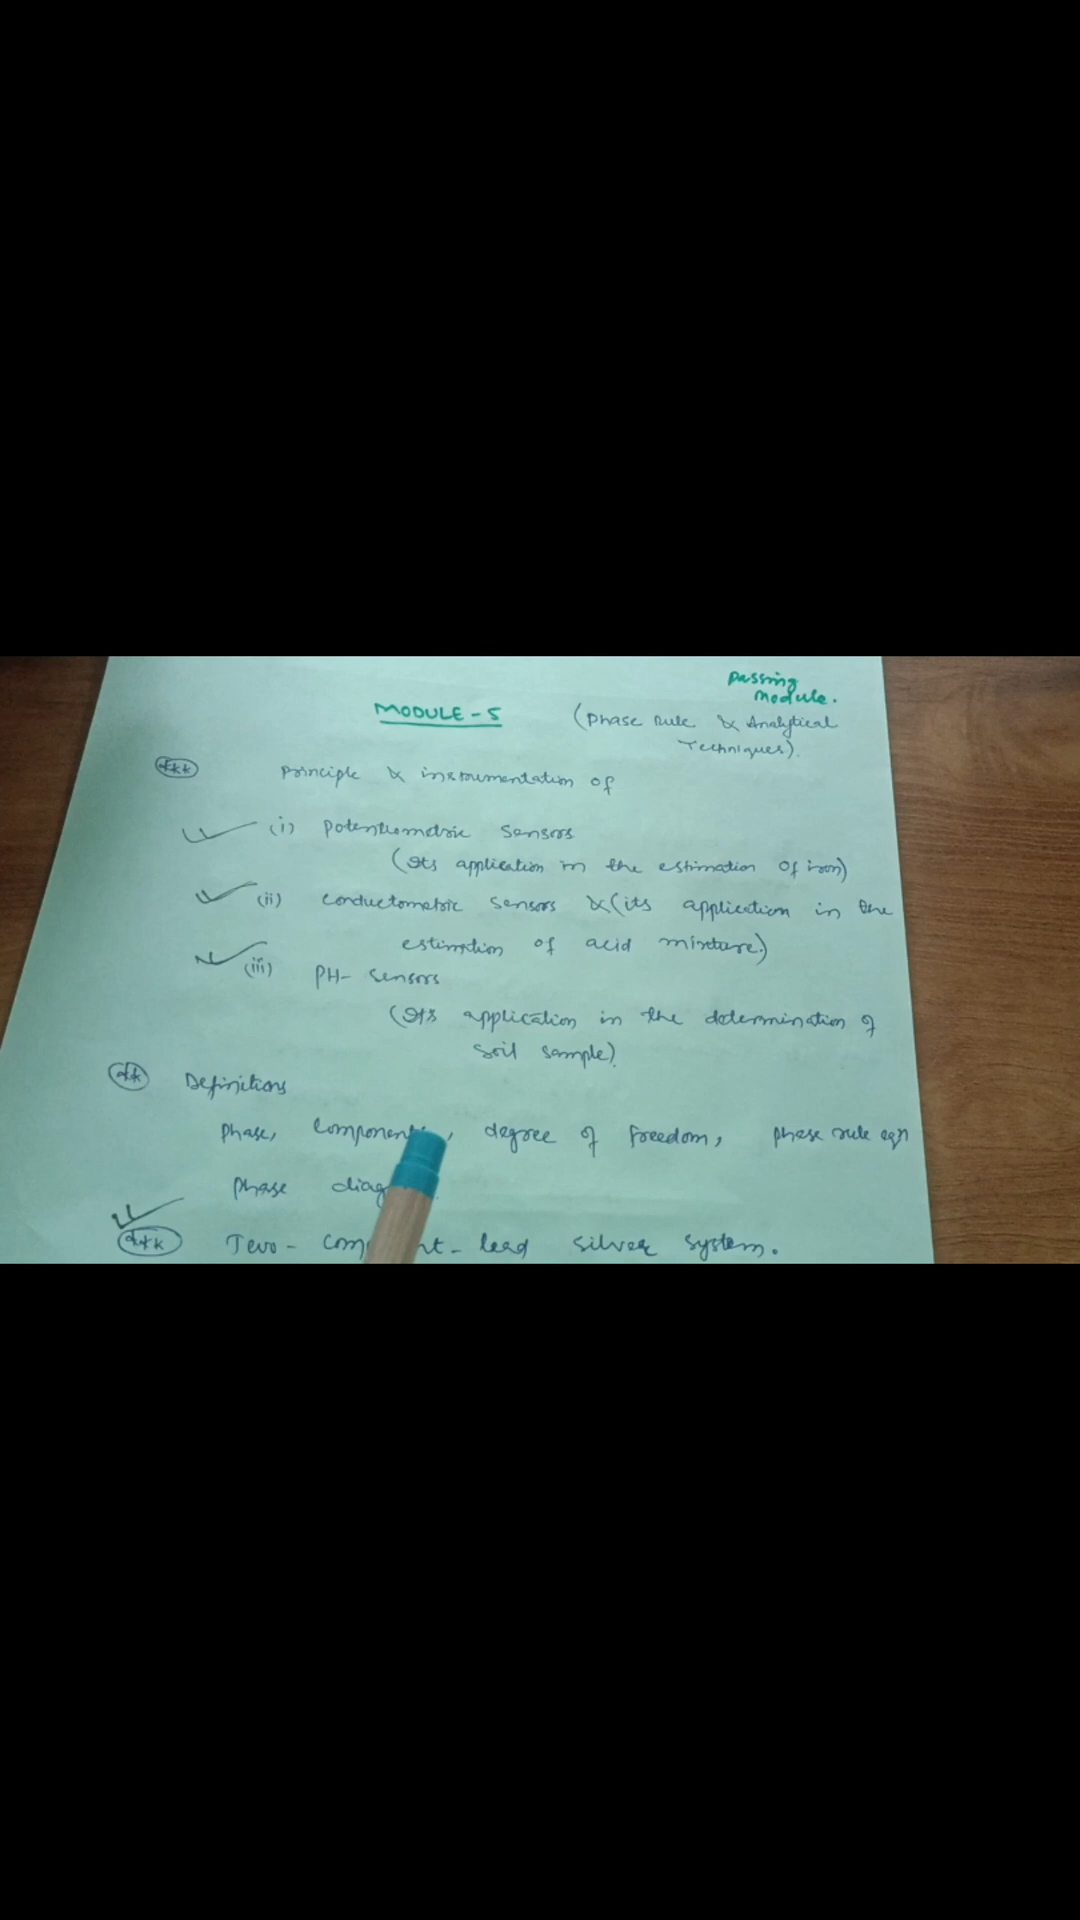 passing
module.
MODULE-5 (phase rule & Analytical
Techniques).
*** principle & instrumentation of
(i) potentiometric sensors
(Its application in the estimation of iron)
(ii) conductometric sensors & (its application in the
estimation of acid mixture.)
(iii) PH- sensors
(Its application in the determination of
soil sample).
** Definitions
phase, component, degree of freedom, phase rule eqn
phase
*** Two- lead silver system.